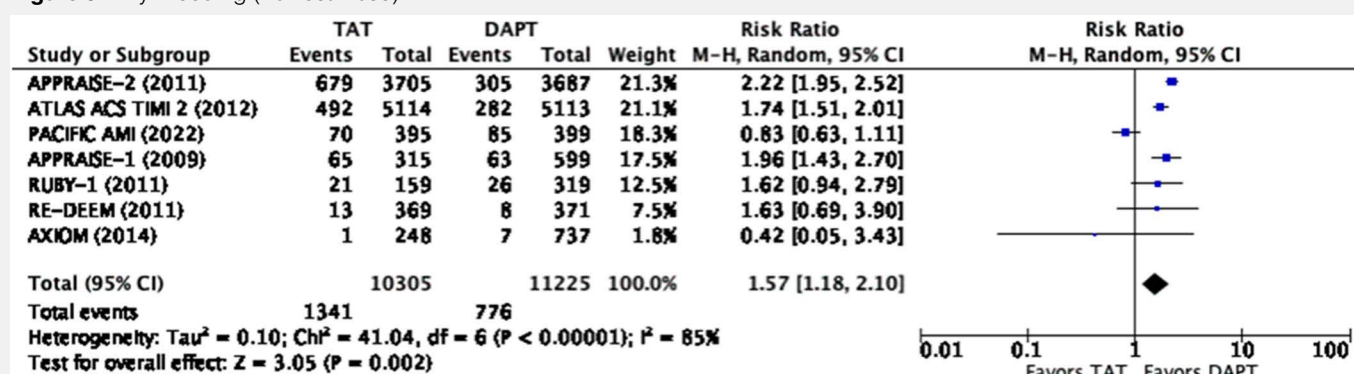 TAT DAPT Risk Ratio Risk Ratio
Study or Subgroup Events Total Events Total Weight M-H, Random, 95% CI M-H, Random, 95% CI
APPRAISE-2 (2011) 679 3705 305 3687 21.3% 2.22 [1.95, 2.52]
ATLAS ACS TIMI 2 (2012) 492 5114 282 5113 21.1% 1.74 [1.51, 2.01]
PACIFIC AMI (2022) 70 395 85 399 18.3% 0.83 [0.63, 1.11]
APPRAISE-1 (2009) 65 315 63 599 17.5% 1.96 [1.43, 2.70]
RUBY-1 (2011) 21 159 26 319 12.5% 1.62 [0.94, 2.79]
RE-DEEM (2011) 13 369 8 371 7.5% 1.63 [0.69, 3.90]
AXIOM (2014) 1 248 7 737 1.8% 0.42 [0.05, 3.43]
Total (95% CI) 10305 11225 100.0% 1.57 [1.18, 2.10]
Total events 1341 776
Heterogeneity: Tau² = 0.10; Chi² = 41.04, df = 6 (P < 0.00001); I² = 85%
Test for overall effect: Z = 3.05 (P = 0.002)
0.01 0.1 1 10 100
Favors TAT Favors DAPT